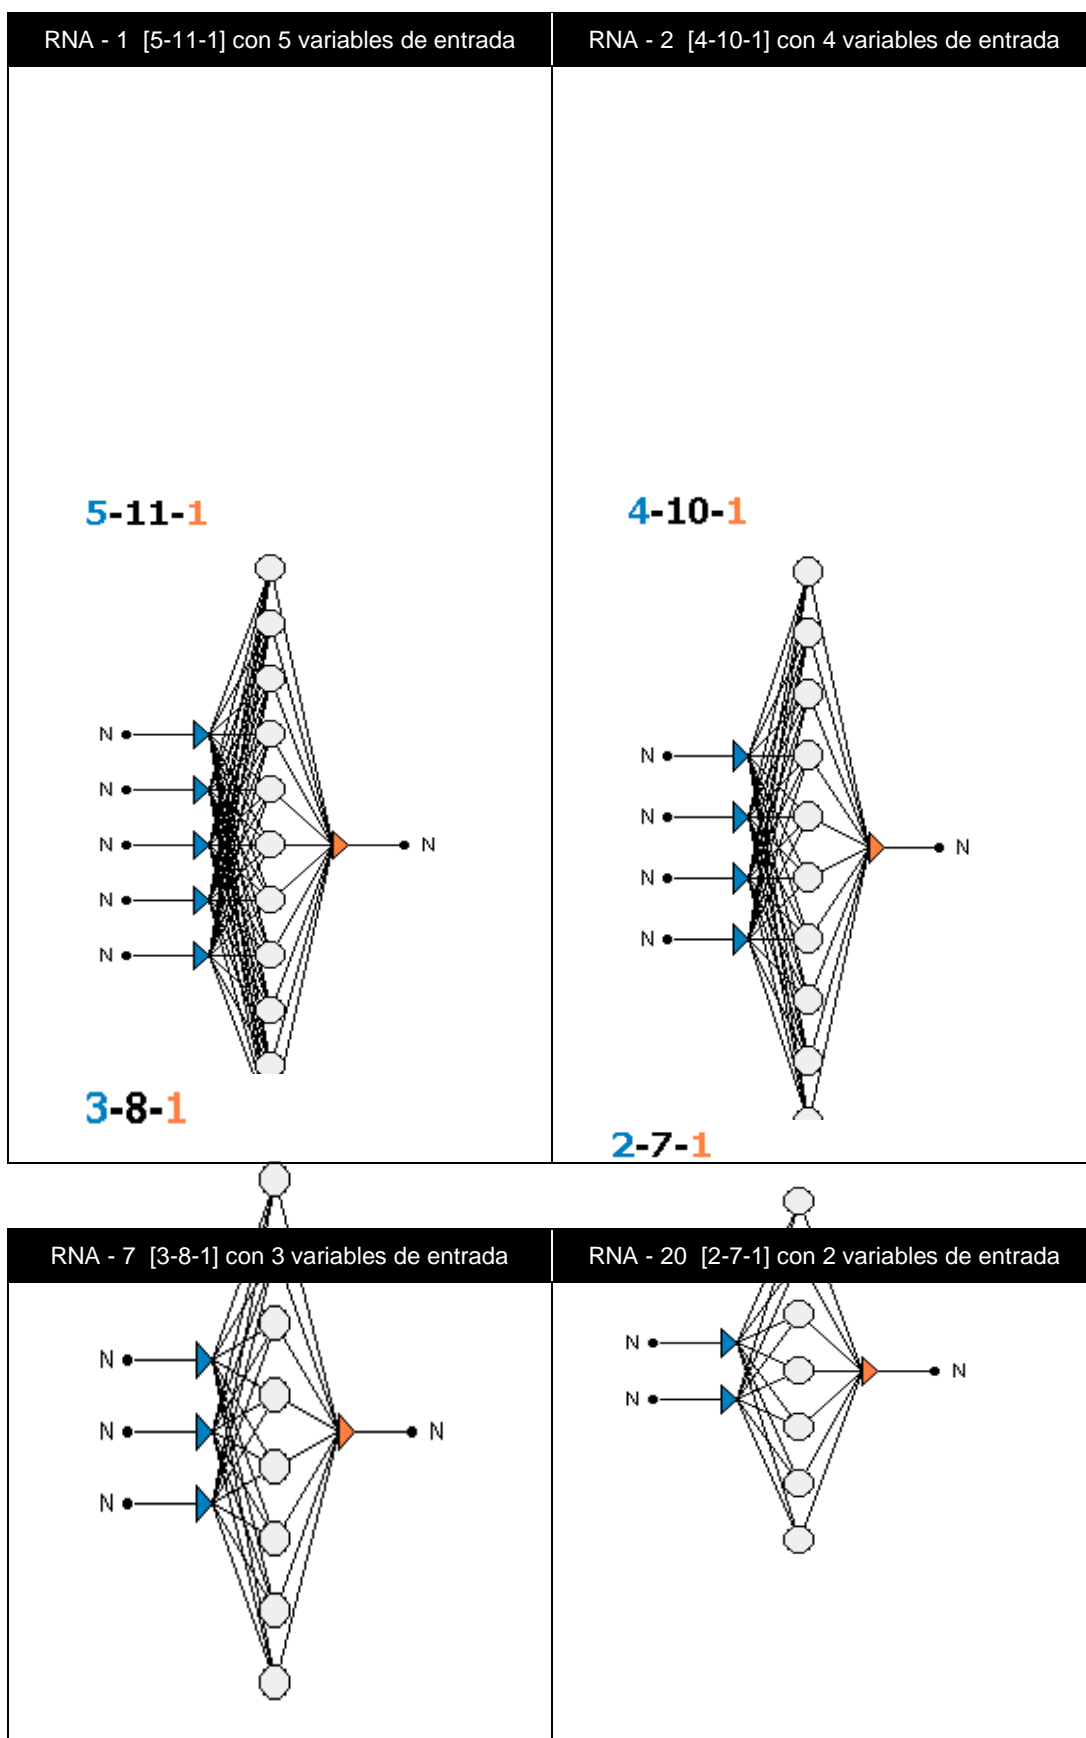 RNA - 1 [5-11-1] con 5 variables de entrada
RNA - 2 [4-10-1] con 4 variables de entrada
5-11-1
N
N
N
N
N
N
4-10-1
N
N
N
N
N
3-8-1
2-7-1
RNA - 7 [3-8-1] con 3 variables de entrada
RNA - 20 [2-7-1] con 2 variables de entrada
N
N
N
N
N
N
N